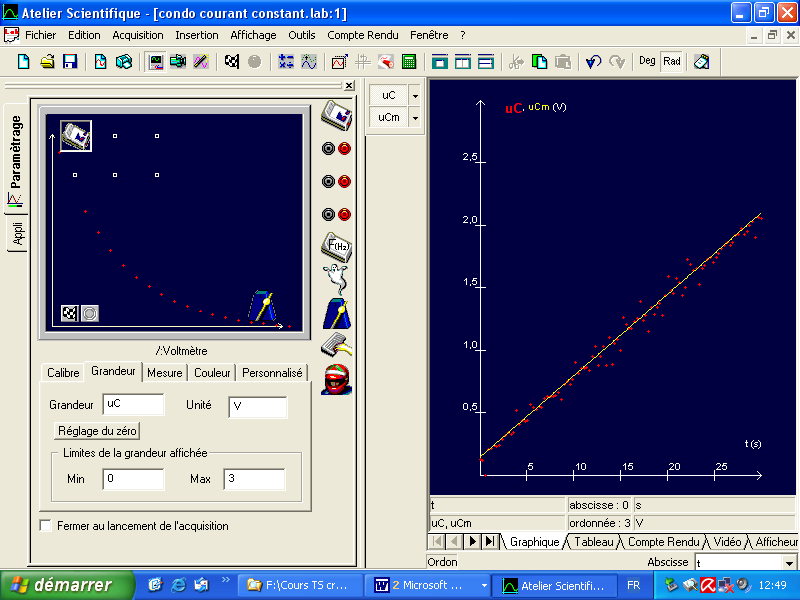 Atelier Scientifique - [condo courant constant.lab:1]
Fichier Edition Acquisition Insertion Affichage Outils Compte Rendu Fenêtre ?
Deg Rad
uC
uCm
Paramètrage
Appli
F(H2)
/:Voltmètre
Calibre Grandeur Mesure Couleur Personnalisé
Grandeur uC Unité V
Réglage du zéro
Limites de la grandeur affichée
Min 0 Max 3
Fermer au lancement de l'acquisition
uC, uCm (V)
2,5
2,0
1,5
1,0
0,5
t (s)
5 10 15 20 25
t abscisse : 0 s
uC, uCm ordonnée : 3 V
Graphique Tableau Compte Rendu Vidéo Afficheur
Ordon Abscisse t
démarrer F:\Cours TS cr... 2 Microsoft ... Atelier Scientifi... FR 12:49